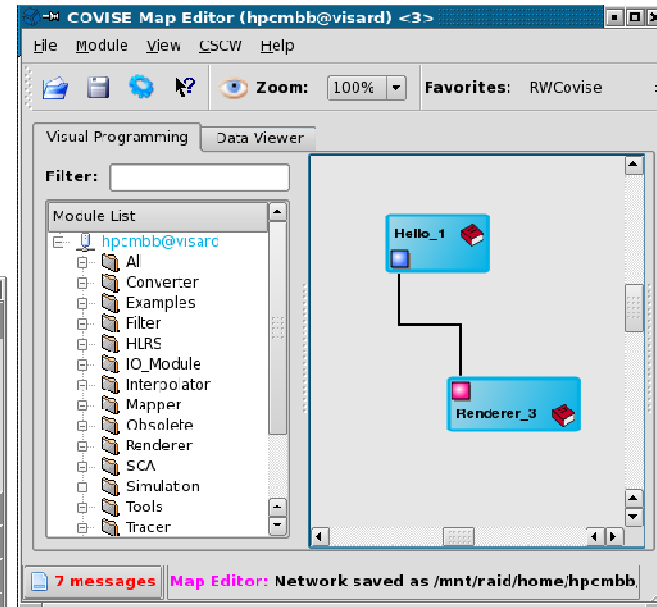 COVISE Map Editor (hpcmbb@visard) <3>
File Module View CSCW Help
Zoom: 100% Favorites: RWCovise
Visual Programming Data Viewer
Filter:
Module List
hpcmbb@visard
All
Converter
Examples
Filter
HLRS
IO_Module
Interpolator
Mapper
Obsolete
Renderer
SCA
Simulation
Tools
Tracer
Hello_1
Renderer_3
7 messages
Map Editor: Network saved as /mnt/raid/home/hpcmbb,